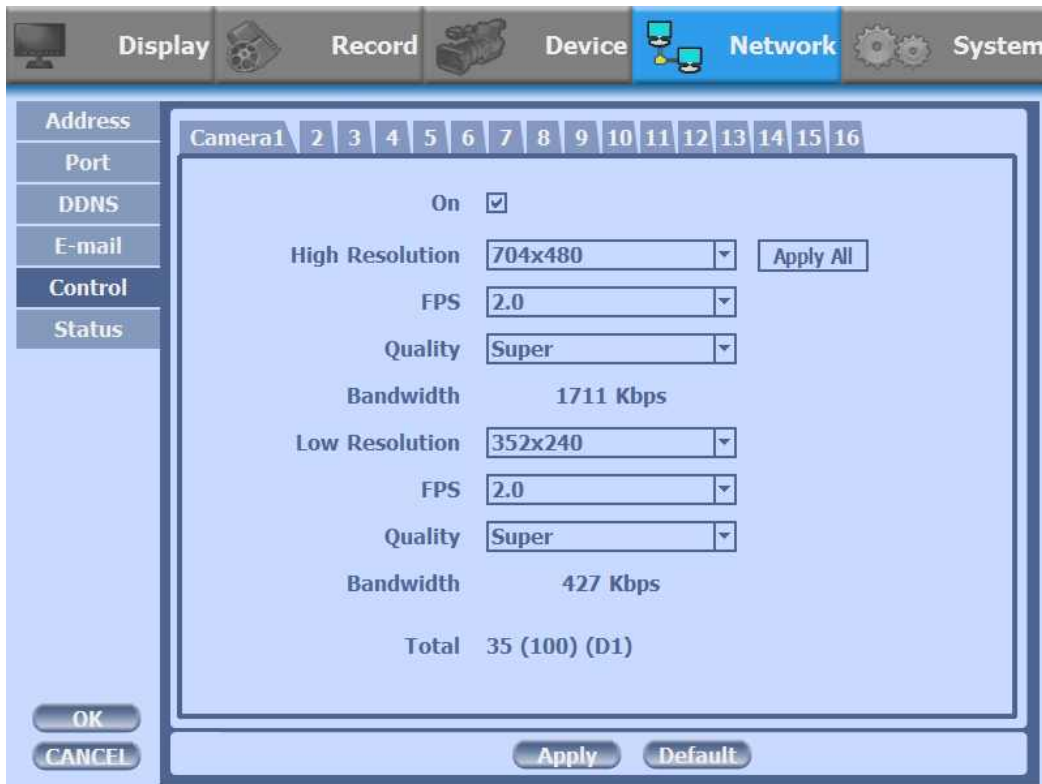 Display Record Device Network System
Address
Port
DDNS
E-mail
Control
Status
OK
CANCEL
Camera1 2 3 4 5 6 7 8 9 10 11 12 13 14 15 16
On
High Resolution 704x480 Apply All
FPS 2.0
Quality Super
Bandwidth 1711 Kbps
Low Resolution 352x240
FPS 2.0
Quality Super
Bandwidth 427 Kbps
Total 35 (100) (D1)
Apply Default